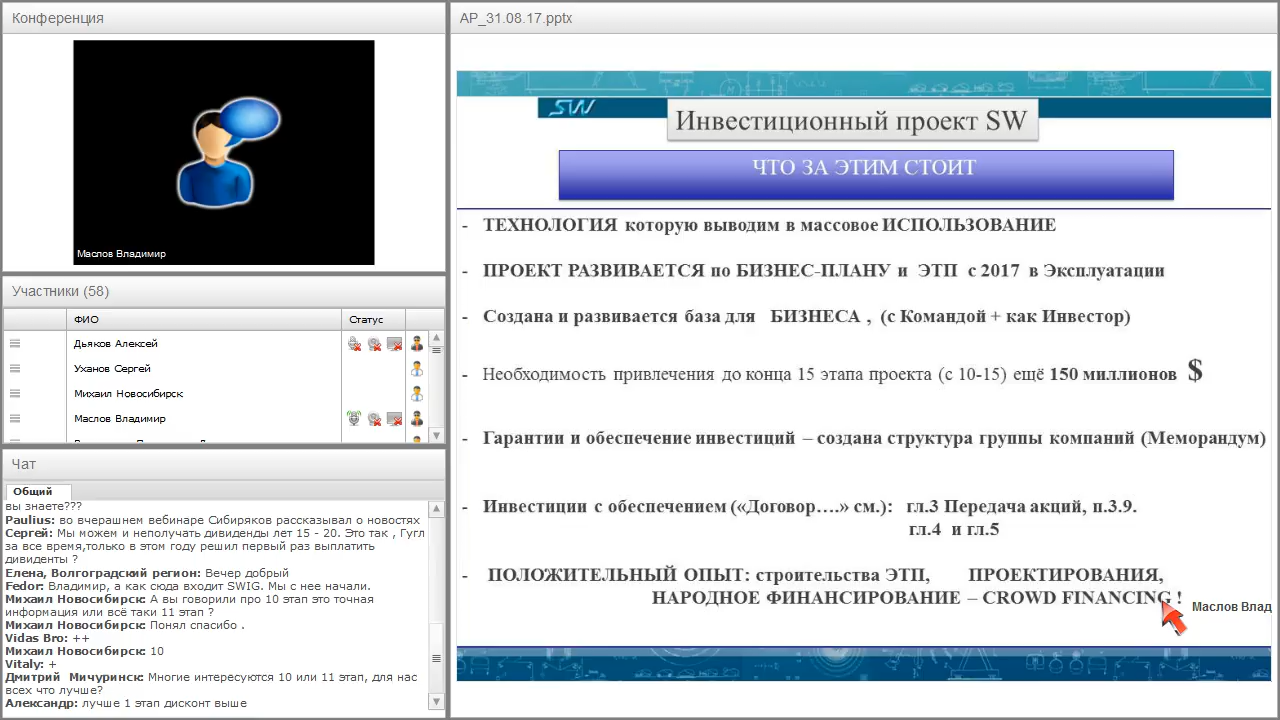 Конференция
Маслов Владимир
Участники (58)
ФИО
Статус
Дьяков Алексей
Уханов Сергей
Михаил Новосибирск
Маслов Владимир
Чат
Общий
вы знаете???
Paulius: во вчерашнем вебинаре Сибиряков рассказывал о новостях
Сергей: Мы можем и неполучать дивиденды лет 15 - 20. Это так , Гугл
за все время,только в этом году решил первый раз выплатить
дивиденты ?
Елена, Волгоградский регион: Вечер добрый
Fedor: Владимир, а как сюда входит SWIG. Мы с нее начали.
Михаил Новосибирск: А вы говорили про 10 этап это точная
информация или всё таки 11 этап ?
Михаил Новосибирск: Понял спасибо .
Vidas Bro: ++
Михаил Новосибирск: 10
Vitaly: +
Дмитрий Мичуринск: Многие интересуются 10 или 11 этап, для нас
всех что лучше?
Александр: лучше 1 этап дисконт выше
AP_31.08.17.pptx
SW
Инвестиционный проект SW
ЧТО ЗА ЭТИМ СТОИТ
- ТЕХНОЛОГИЯ которую выводим в массовое ИСПОЛЬЗОВАНИЕ
- ПРОЕКТ РАЗВИВАЕТСЯ по БИЗНЕС-ПЛАНУ и ЭТП с 2017 в Эксплуатации
- Создана и развивается база для БИЗНЕСА , (с Командой + как Инвестор)
- Необходимость привлечения до конца 15 этапа проекта (с 10-15) ещё 150 миллионов $
- Гарантии и обеспечение инвестиций – создана структура группы компаний (Меморандум)
- Инвестиции с обеспечением («Договор….» см.): гл.3 Передача акций, п.3.9.
гл.4 и гл.5
- ПОЛОЖИТЕЛЬНЫЙ ОПЫТ: строительства ЭТП, ПРОЕКТИРОВАНИЯ,
НАРОДНОЕ ФИНАНСИРОВАНИЕ – CROWD FINANCING !
Маслов Влад